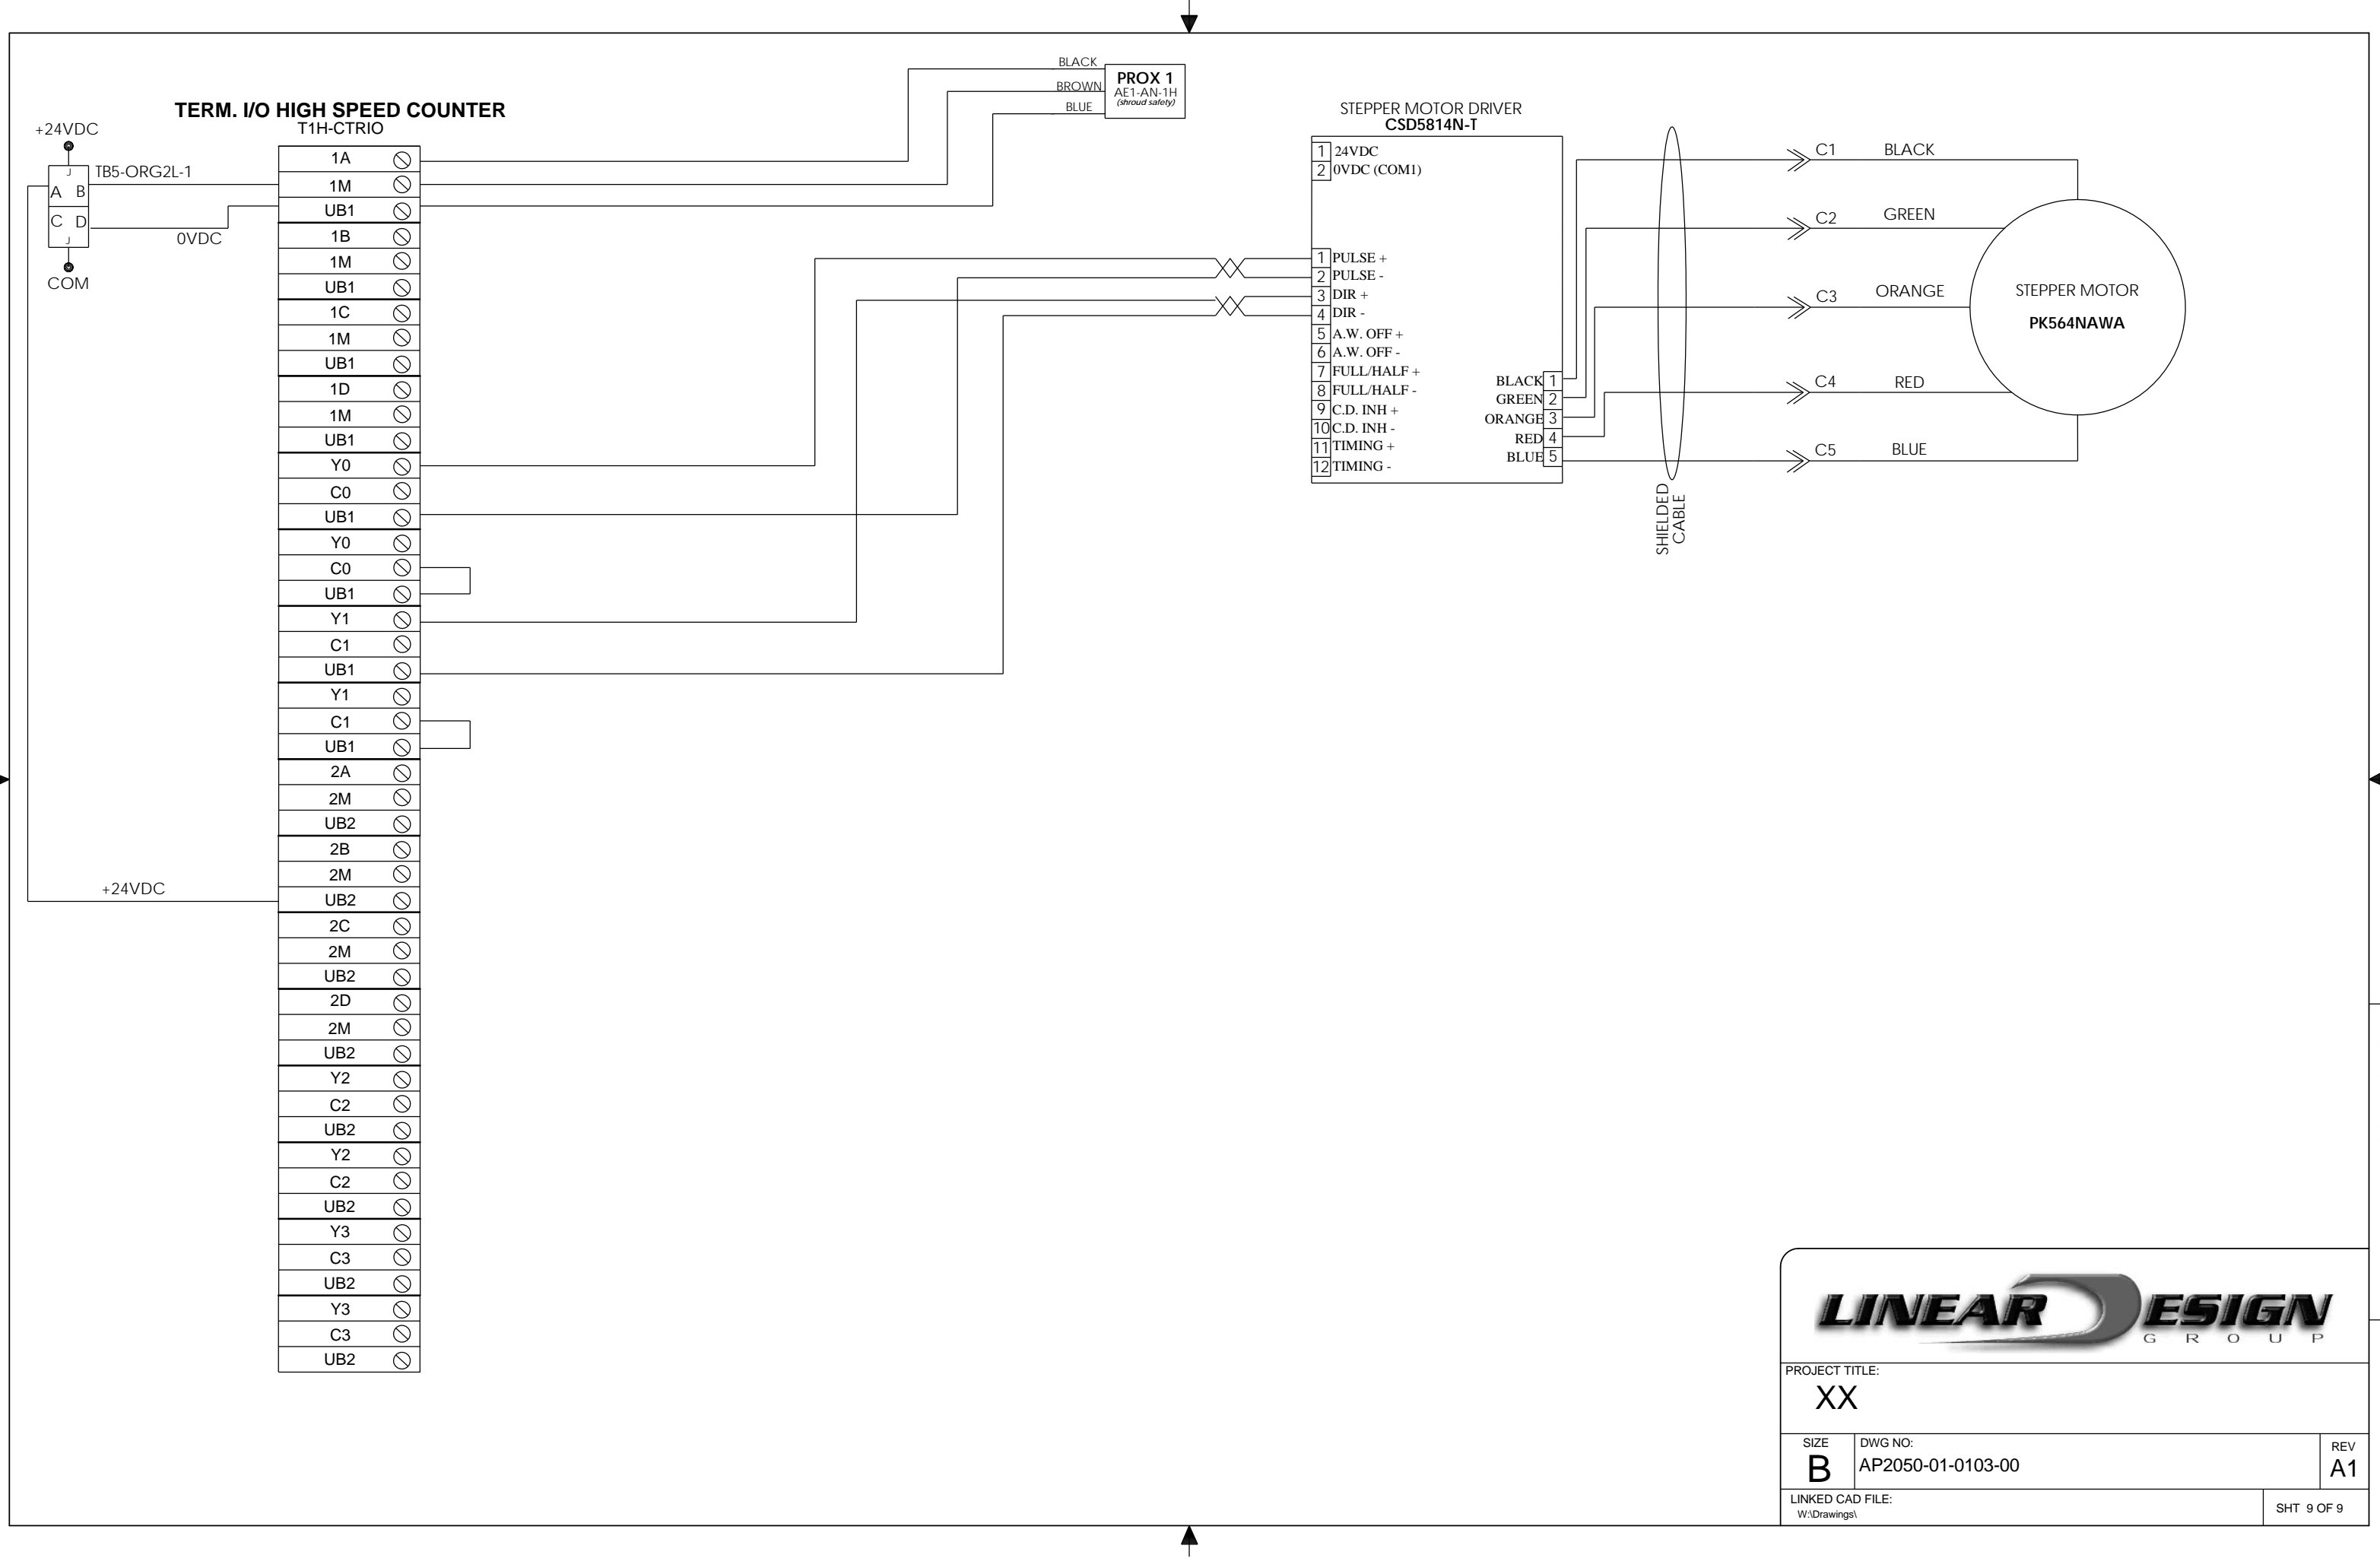 TERM. I/O HIGH SPEED COUNTER
T1H-CTRIO
+24VDC
J
TB5-ORG2L-1
A B
C D
J
0VDC
COM
+24VDC
1A
1M
UB1
1B
1M
UB1
1C
1M
UB1
1D
1M
UB1
Y0
C0
UB1
Y0
C0
UB1
Y1
C1
UB1
Y1
C1
UB1
2A
2M
UB2
2B
2M
UB2
2C
2M
UB2
2D
2M
UB2
Y2
C2
UB2
Y2
C2
UB2
Y3
C3
UB2
Y3
C3
UB2
BLACK
BROWN
BLUE
PROX 1
AE1-AN-1H
(shroud safety)
STEPPER MOTOR DRIVER
CSD5814N-T
1 24VDC
2 0VDC (COM1)
1 PULSE +
2 PULSE -
3 DIR +
4 DIR -
5 A.W. OFF +
6 A.W. OFF -
7 FULL/HALF +
8 FULL/HALF -
9 C.D. INH +
10 C.D. INH -
11 TIMING +
12 TIMING -
BLACK 1
GREEN 2
ORANGE 3
RED 4
BLUE 5
SHIELDED
CABLE
C1 BLACK
C2 GREEN
C3 ORANGE
C4 RED
C5 BLUE
STEPPER MOTOR
PK564NAWA
LINEAR DESIGN
GROUP
PROJECT TITLE:
XX
SIZE
B
DWG NO:
AP2050-01-0103-00
REV
A1
LINKED CAD FILE:
W:\Drawings\
SHT 9 OF 9